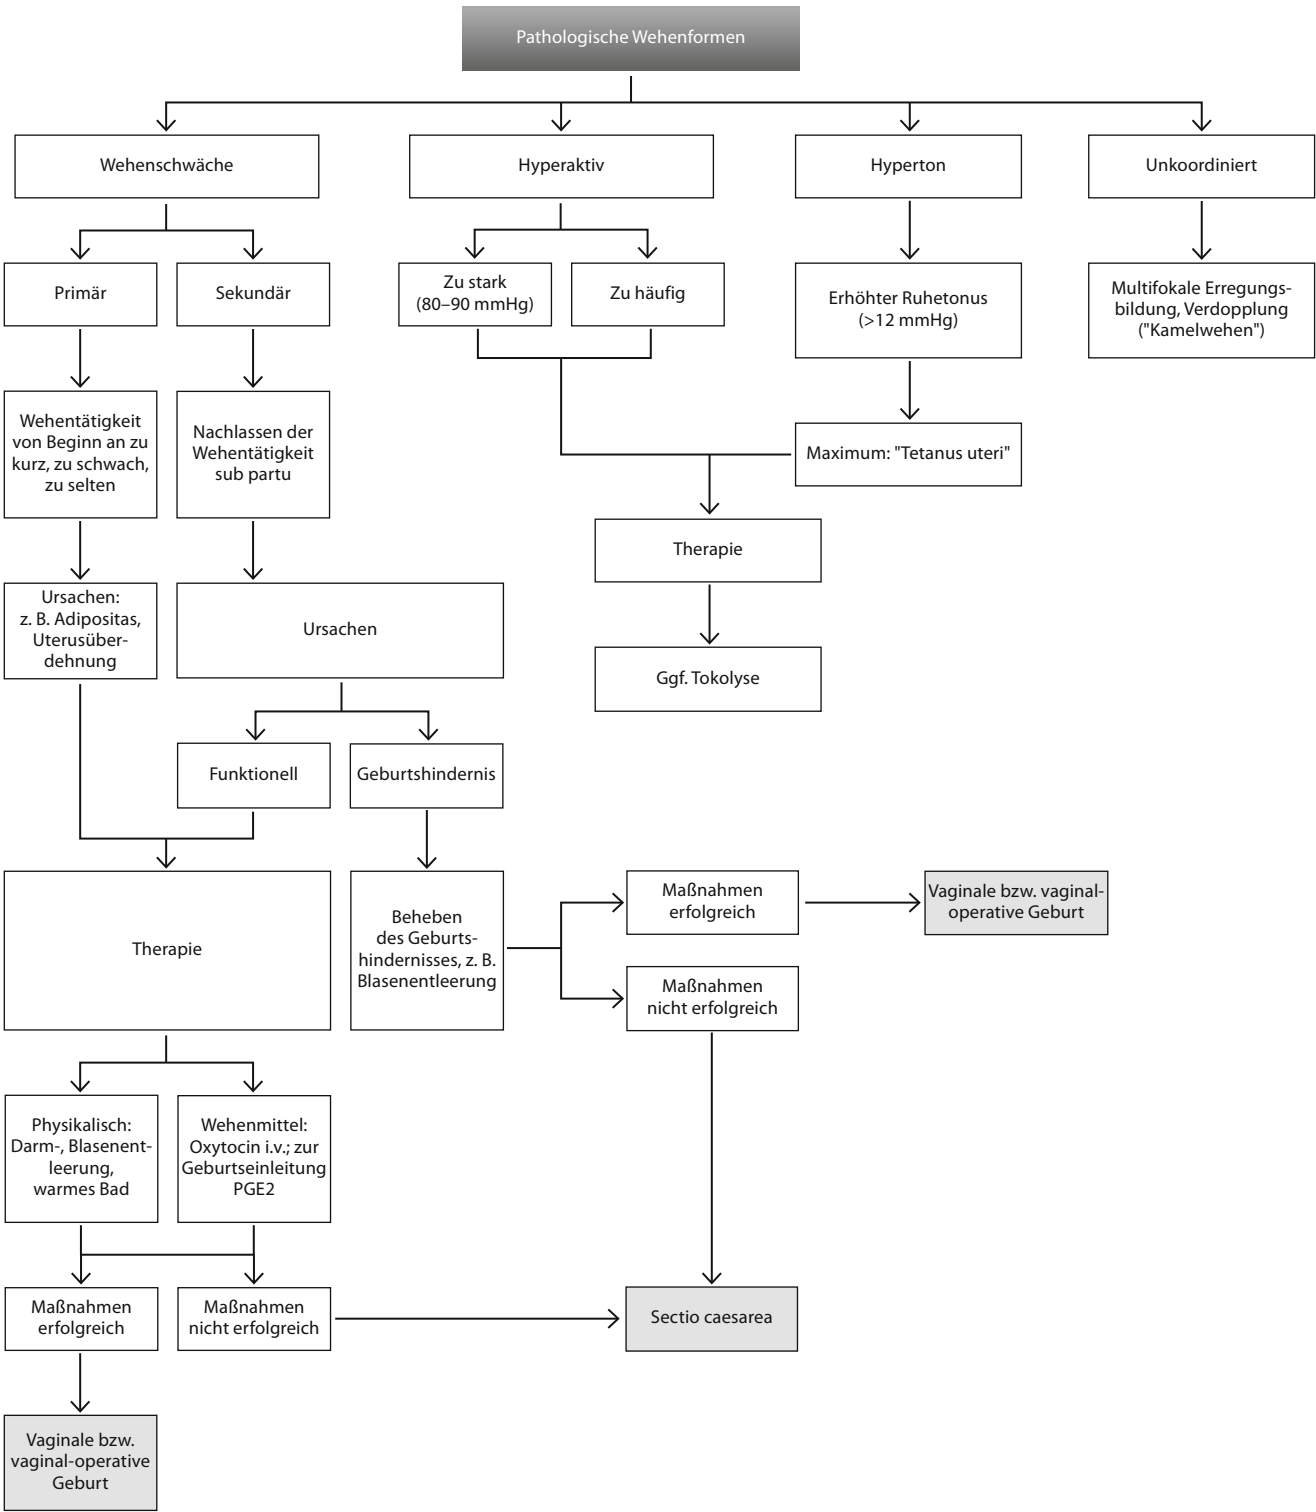 Pathologische Wehenformen
Wehenschwäche
Hyperaktiv
Hyperton
Unkoordiniert
Primär
Sekundär
Zu stark
(80–90 mmHg)
Zu häufig
Erhöhter Ruhetonus
(>12 mmHg)
Multifokale Erregungs-
bildung, Verdopplung
("Kamelwehen")
Wehentätigkeit
von Beginn an zu
kurz, zu schwach,
zu selten
Nachlassen der
Wehentätigkeit
sub partu
Maximum: "Tetanus uteri"
Therapie
Ursachen:
z. B. Adipositas,
Uterusüber-
dehnung
Ursachen
Ggf. Tokolyse
Funktionell
Geburtshindernis
Therapie
Beheben
des Geburts-
hindernisses, z. B.
Blasenentleerung
Maßnahmen
erfolgreich
Vaginale bzw. vaginal-
operative Geburt
Maßnahmen
nicht erfolgreich
Physikalisch:
Darm-, Blasenent-
leerung,
warmes Bad
Wehenmittel:
Oxytocin i.v.; zur
Geburtseinleitung
PGE2
Maßnahmen
erfolgreich
Maßnahmen
nicht erfolgreich
Sectio caesarea
Vaginale bzw.
vaginal-operative
Geburt